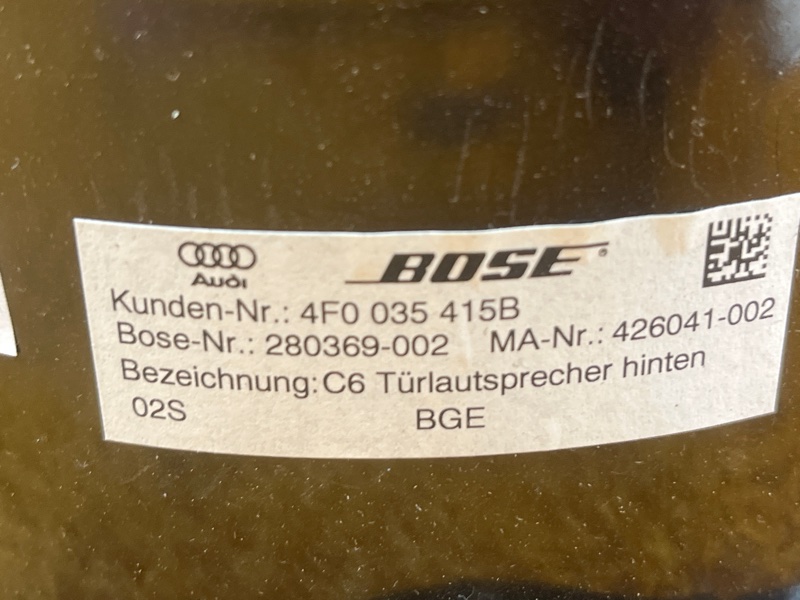 Audi
BOSE
Kunden-Nr.: 4F0 035 415B
Bose-Nr.: 280369-002 MA-Nr.: 426041-002
Bezeichnung: C6 Türlautsprecher hinten
02S BGE